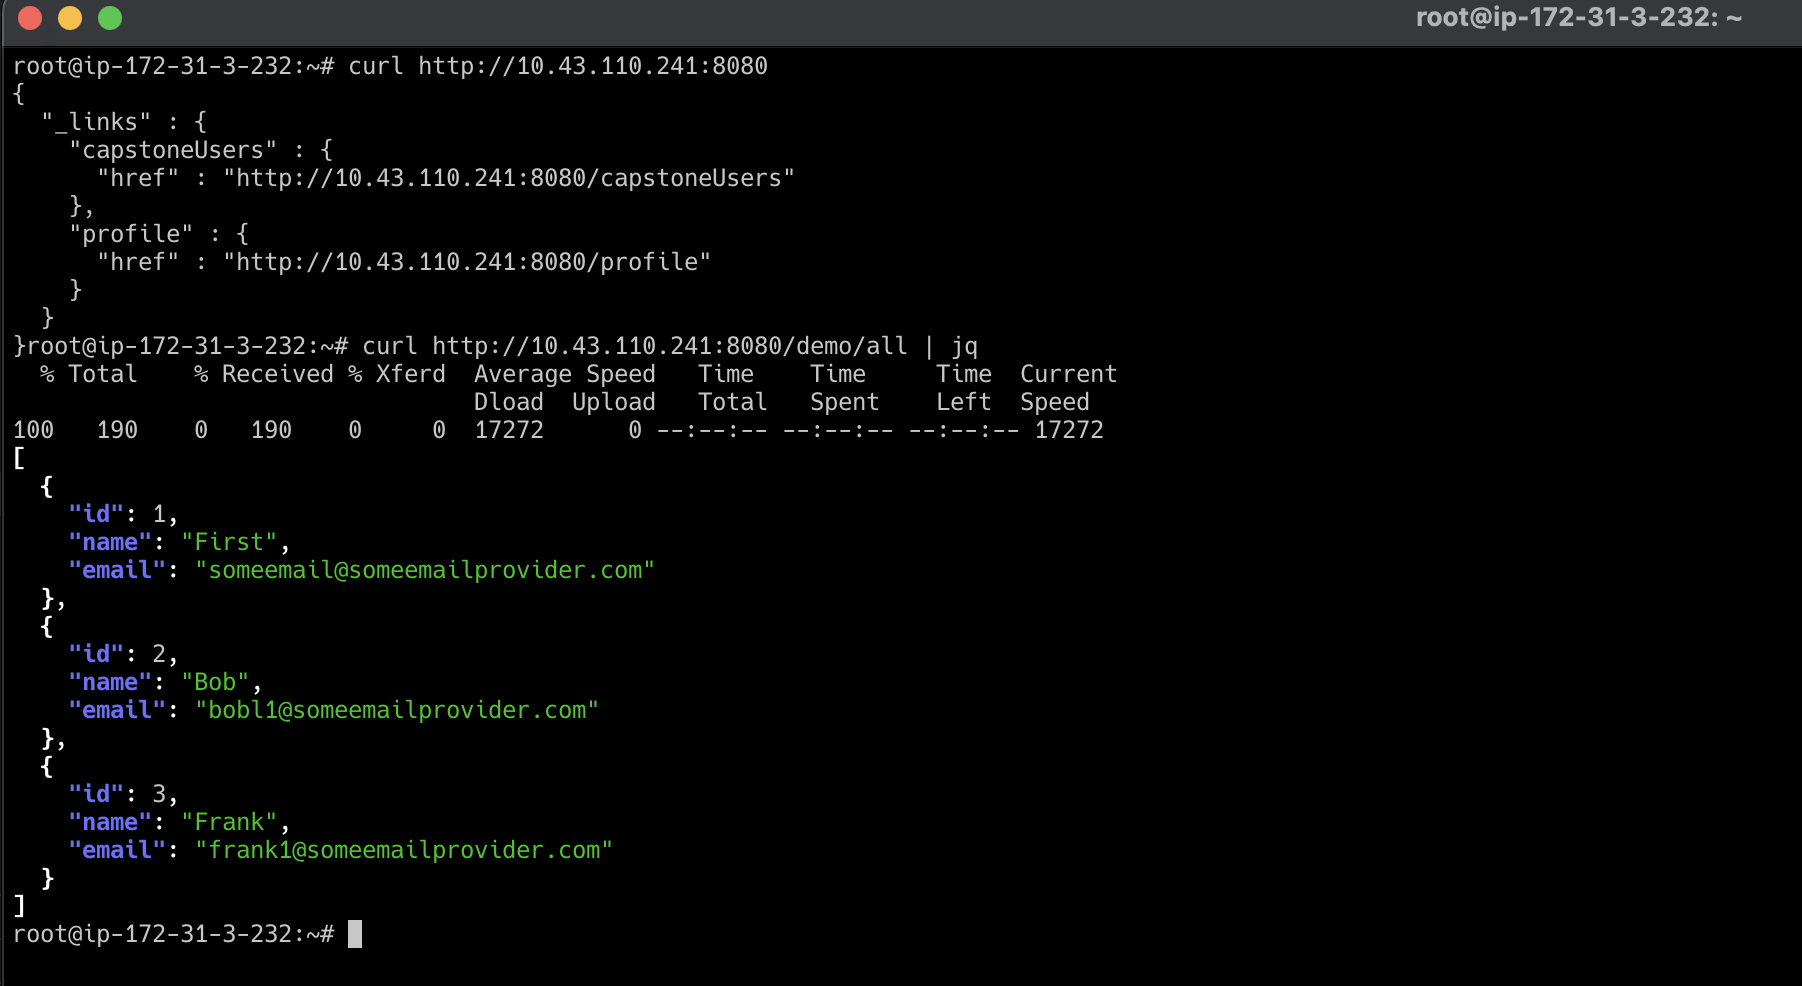 root@ip-172-31-3-232: ~
root@ip-172-31-3-232:~# curl http://10.43.110.241:8080
{
  "_links" : {
    "capstoneUsers" : {
      "href" : "http://10.43.110.241:8080/capstoneUsers"
    },
    "profile" : {
      "href" : "http://10.43.110.241:8080/profile"
    }
  }
}root@ip-172-31-3-232:~# curl http://10.43.110.241:8080/demo/all | jq
  % Total    % Received % Xferd  Average Speed   Time    Time     Time  Current
                                 Dload  Upload   Total   Spent    Left  Speed
100   190    0   190    0     0  17272      0 --:--:-- --:--:-- --:--:-- 17272
[
  {
    "id": 1,
    "name": "First",
    "email": "someemail@someemailprovider.com"
  },
  {
    "id": 2,
    "name": "Bob",
    "email": "bobl1@someemailprovider.com"
  },
  {
    "id": 3,
    "name": "Frank",
    "email": "frank1@someemailprovider.com"
  }
]
root@ip-172-31-3-232:~#